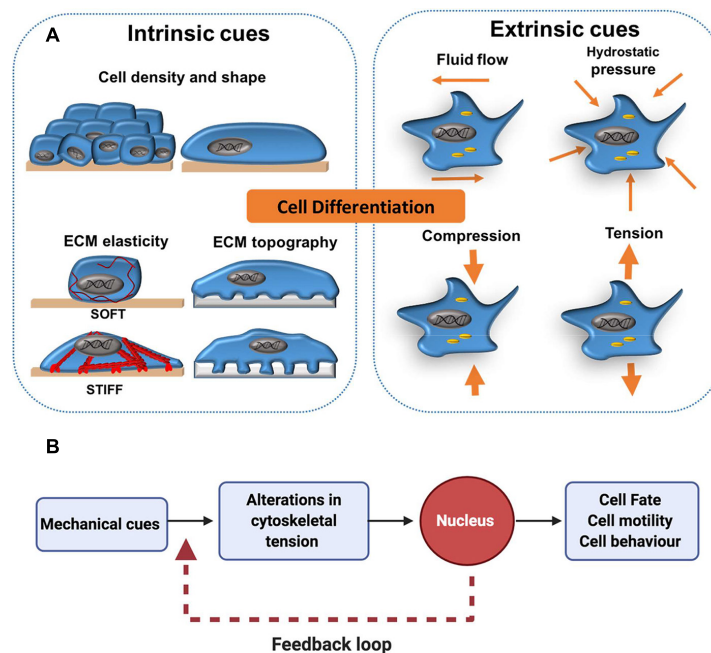 A
Intrinsic cues
Extrinsic cues
Cell density and shape
Fluid flow
Hydrostatic
pressure
Cell Differentiation
ECM elasticity
ECM topography
SOFT
STIFF
Compression
Tension
B
Mechanical cues
Alterations in
cytoskeletal
tension
Nucleus
Cell Fate
Cell motility
Cell behaviour
Feedback loop